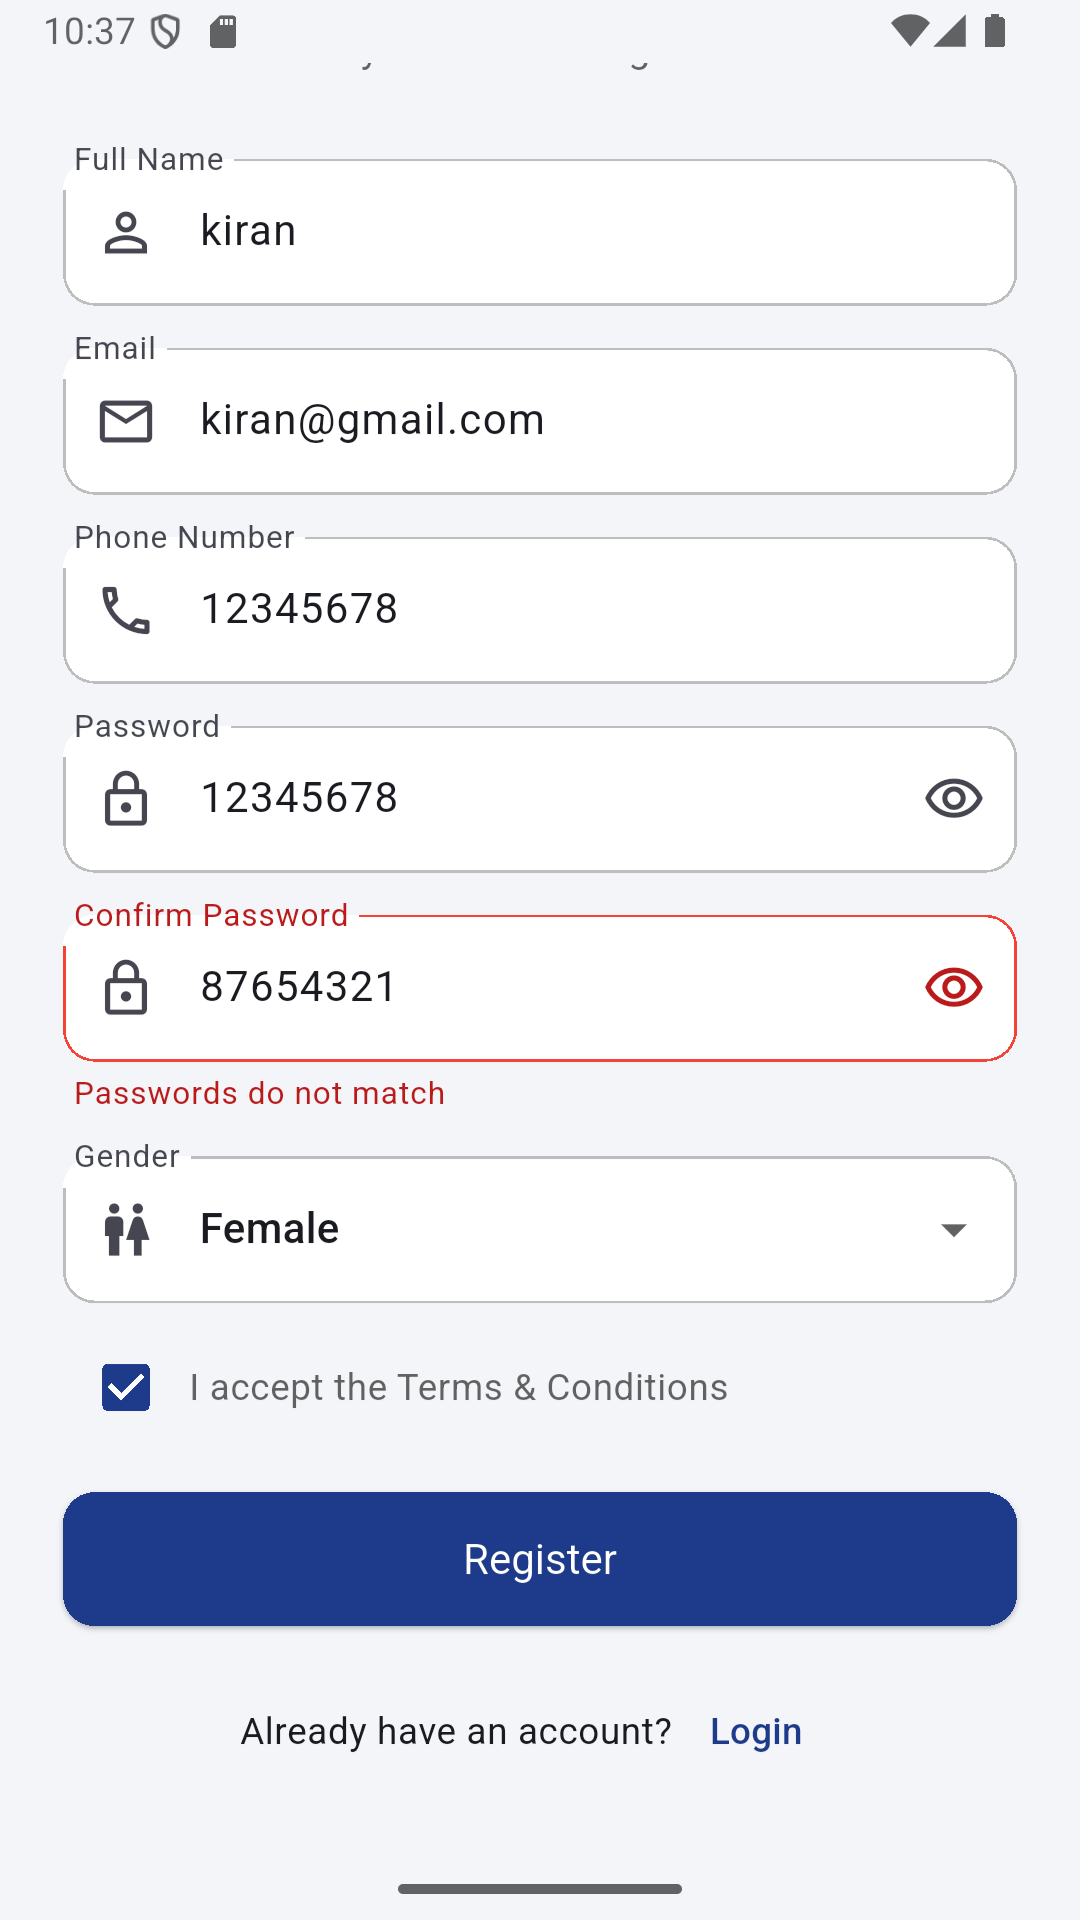 10:37
Full Name
kiran
Email
kiran@gmail.com
Phone Number
12345678
Password
12345678
Confirm Password
87654321
Passwords do not match
Gender
Female
I accept the Terms & Conditions
Register
Already have an account? Login